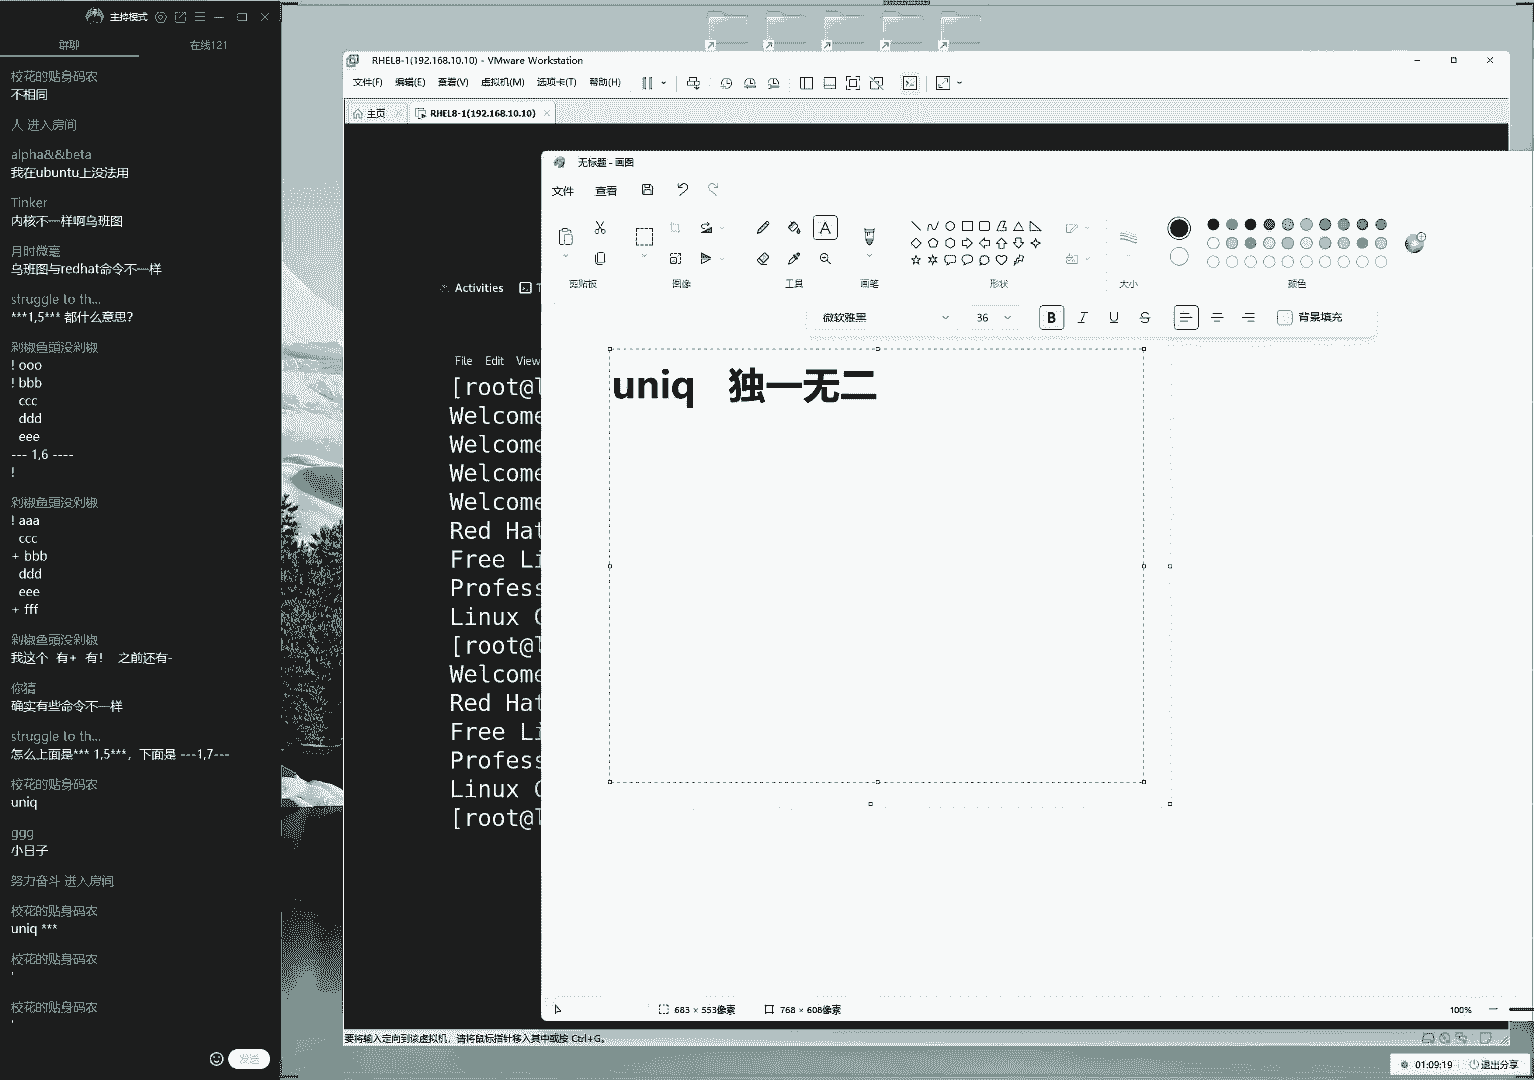 主持模式
群聊 在线121
校花的贴身码农
不相同
人 进入房间
alpha&&beta
我在ubuntu上没法用
Tinker
内核不一样啊乌班图
月时微毫
乌班图与redhat命令不一样
struggle to th...
***1,5*** 都什么意思?
剁椒鱼頭没剁椒
! ooo
! bbb
ccc
ddd
eee
--- 1,6 ----
!
剁椒鱼頭没剁椒
! aaa
ccc
+ bbb
ddd
eee
+ fff
剁椒鱼頭没剁椒
我这个 有+ 有! 之前还有-
你猜
确实有些命令不一样
struggle to th...
怎么上面是*** 1,5***，下面是 ---1,7---
校花的贴身码农
uniq
ggg
小日子
努力奋斗 进入房间
校花的贴身码农
uniq ***
校花的贴身码农
'
校花的贴身码农
'
发送
RHEL8-1(192.168.10.10) - VMware Workstation
文件(F) 编辑(E) 查看(V) 虚拟机(M) 选项卡(T) 帮助(H)
主页 RHEL8-1(192.168.10.10)
Activities T
File Edit View
[root@l
Welcome
Welcome
Welcome
Welcome
Red Hat
Free Li
Profess
Linux C
[root@l
Welcome
Red Hat
Free Li
Profess
Linux C
[root@l
无标题 - 画图
文件 查看
A
剪贴板 图像 工具 画笔 形状 大小 颜色
微软雅黑 36 B I U S 背景填充
uniq 独一无二
683 × 553像素 768 × 608像素 100%
要将输入定向到该虚拟机，请将鼠标指针移入其中或按 Ctrl+G。
01:09:19 退出分享